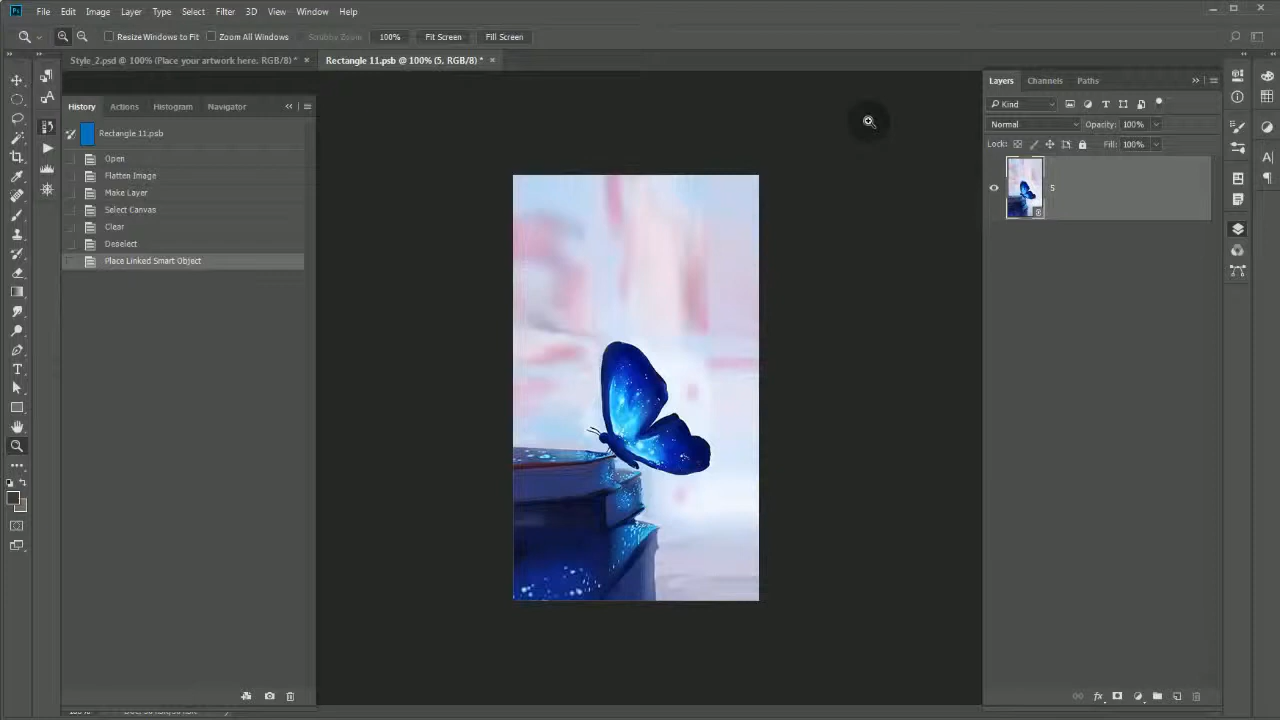 Ps File Edit Image Layer Type Select Filter 3D View Window Help
Resize Windows to Fit Zoom All Windows Scrubby Zoom 100% Fit Screen Fill Screen
Style_2.psd @ 100% (Place your artwork here. RGB/8) * × Rectangle 11.psb @ 100% (5, RGB/8) * ×
History Actions Histogram Navigator
Rectangle 11.psb
Open
Flatten Image
Make Layer
Select Canvas
Clear
Deselect
Place Linked Smart Object
Layers Channels Paths
Kind
Normal Opacity: 100%
Lock: Fill: 100%
5
fx